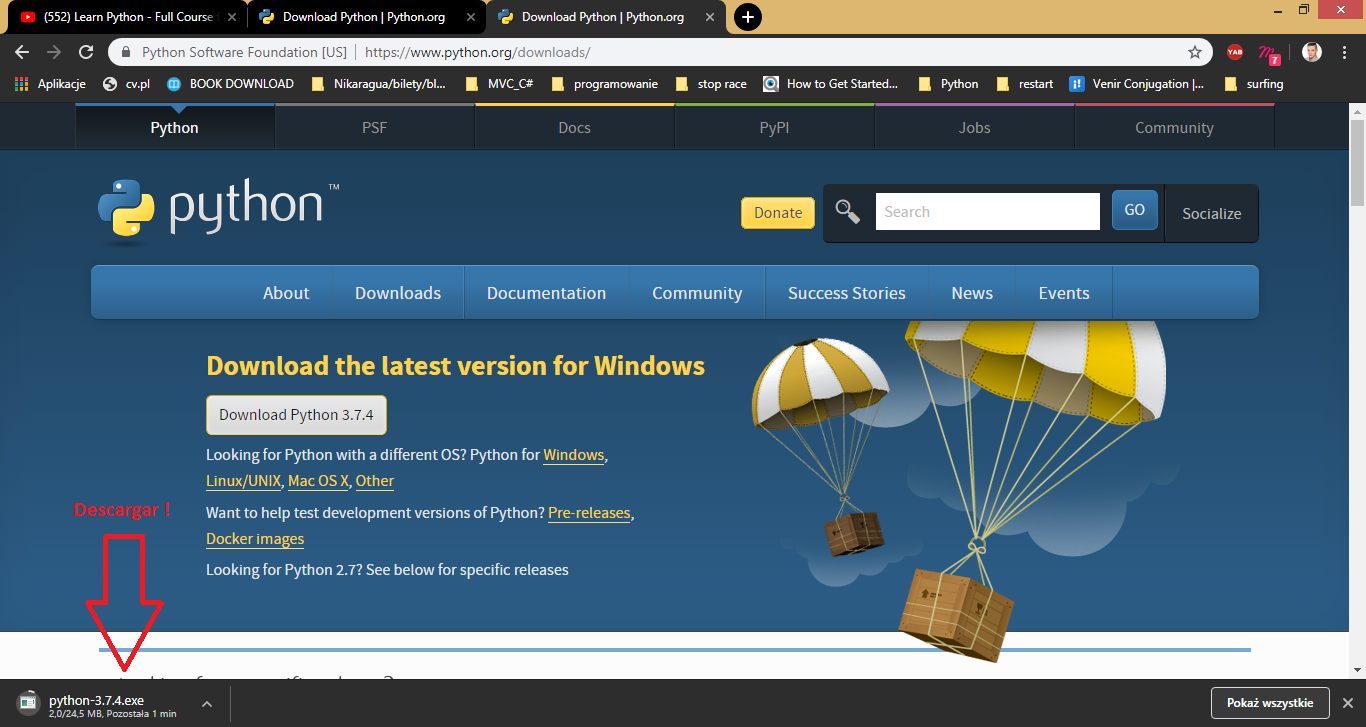 (552) Learn Python - Full Course
Download Python | Python.org
Download Python | Python.org
Python Software Foundation [US] | https://www.python.org/downloads/
YAB
7
Aplikacje
cv.pl
BOOK DOWNLOAD
Nikaragua/bilety/bl...
MVC_C#
programowanie
stop race
How to Get Started...
Python
restart
Venir Conjugation |...
surfing
Python
PSF
Docs
PyPI
Jobs
Community
python™
Donate
Search
GO
Socialize
About
Downloads
Documentation
Community
Success Stories
News
Events
Download the latest version for Windows
Download Python 3.7.4
Looking for Python with a different OS? Python for Windows,
Linux/UNIX, Mac OS X, Other
Want to help test development versions of Python? Pre-releases,
Docker images
Looking for Python 2.7? See below for specific releases
Descargar !
python-3.7.4.exe
2,0/24,5 MB, Pozostała 1 min
Pokaż wszystkie